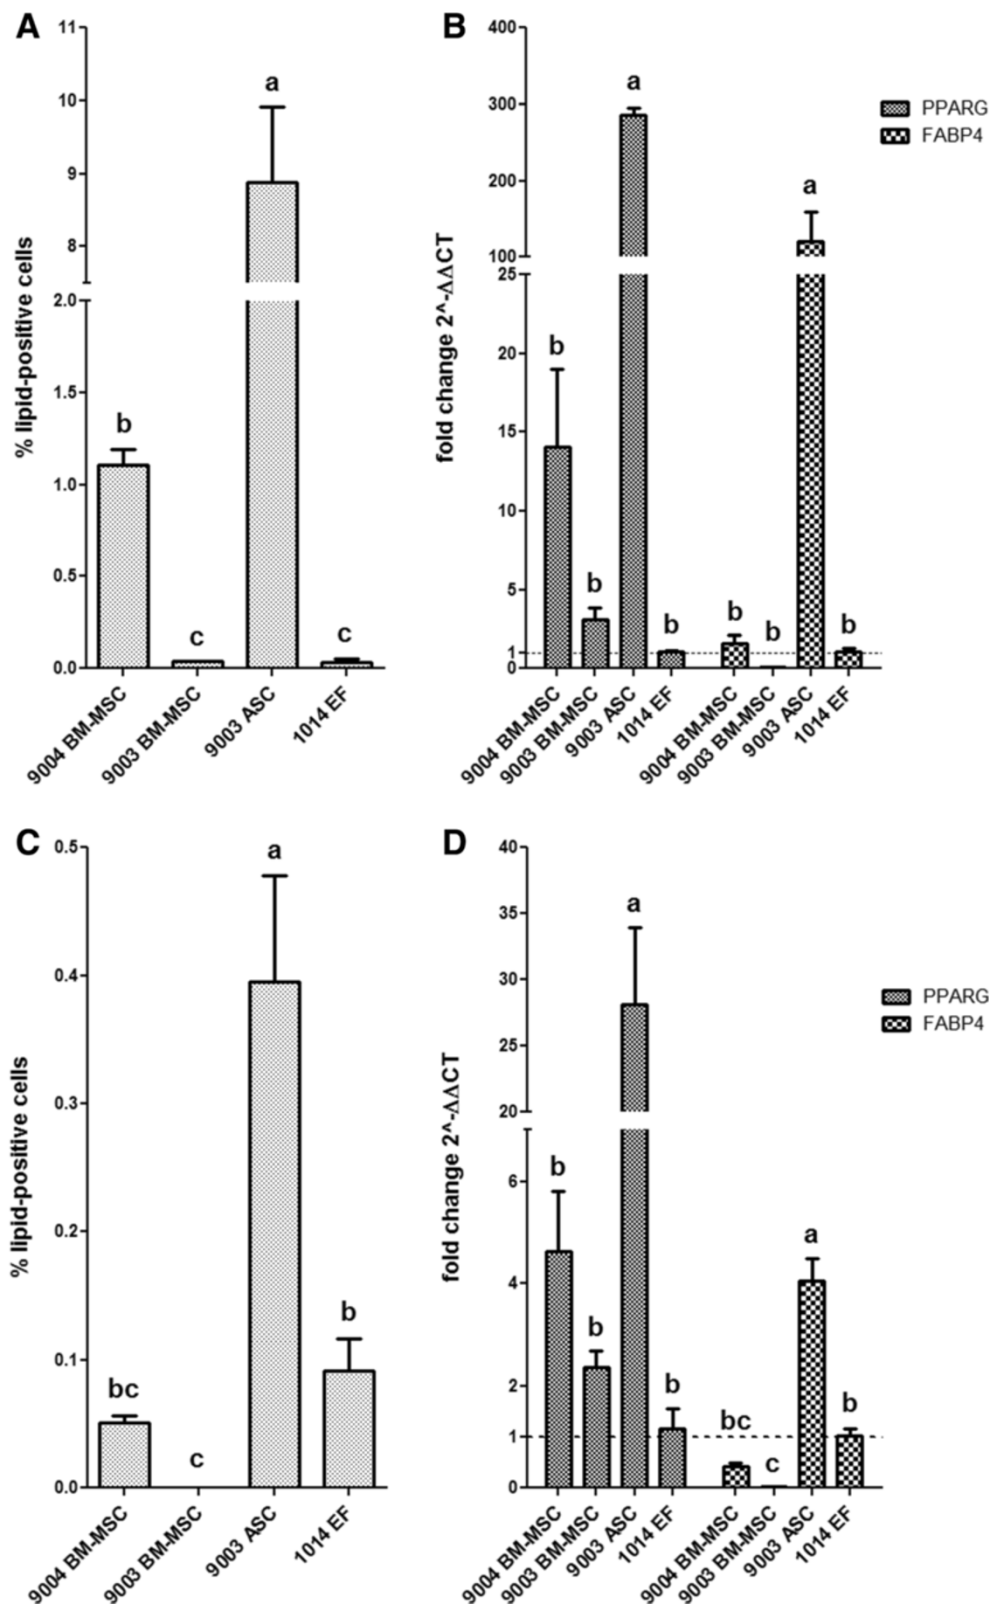 A
11
10
9
8
2.0
1.5
1.0
0.5
0.0
% lipid-positive cells
b
c
a
c
9004 BM-MSC
9003 BM-MSC
9003 ASC
1014 EF
B
400
300
200
100
25
20
15
10
5
1
0
fold change 2^-ΔΔCT
b
b
a
b
b
b
a
b
9004 BM-MSC
9003 BM-MSC
9003 ASC
1014 EF
9004 BM-MSC
9003 BM-MSC
9003 ASC
1014 EF
PPARG
FABP4
C
0.5
0.4
0.3
0.2
0.1
0.0
% lipid-positive cells
bc
c
a
b
9004 BM-MSC
9003 BM-MSC
9003 ASC
1014 EF
D
40
35
30
25
20
6
4
2
1
0
fold change 2^-ΔΔCT
b
b
a
b
bc
c
a
b
9004 BM-MSC
9003 BM-MSC
9003 ASC
1014 EF
9004 BM-MSC
9003 BM-MSC
9003 ASC
1014 EF
PPARG
FABP4